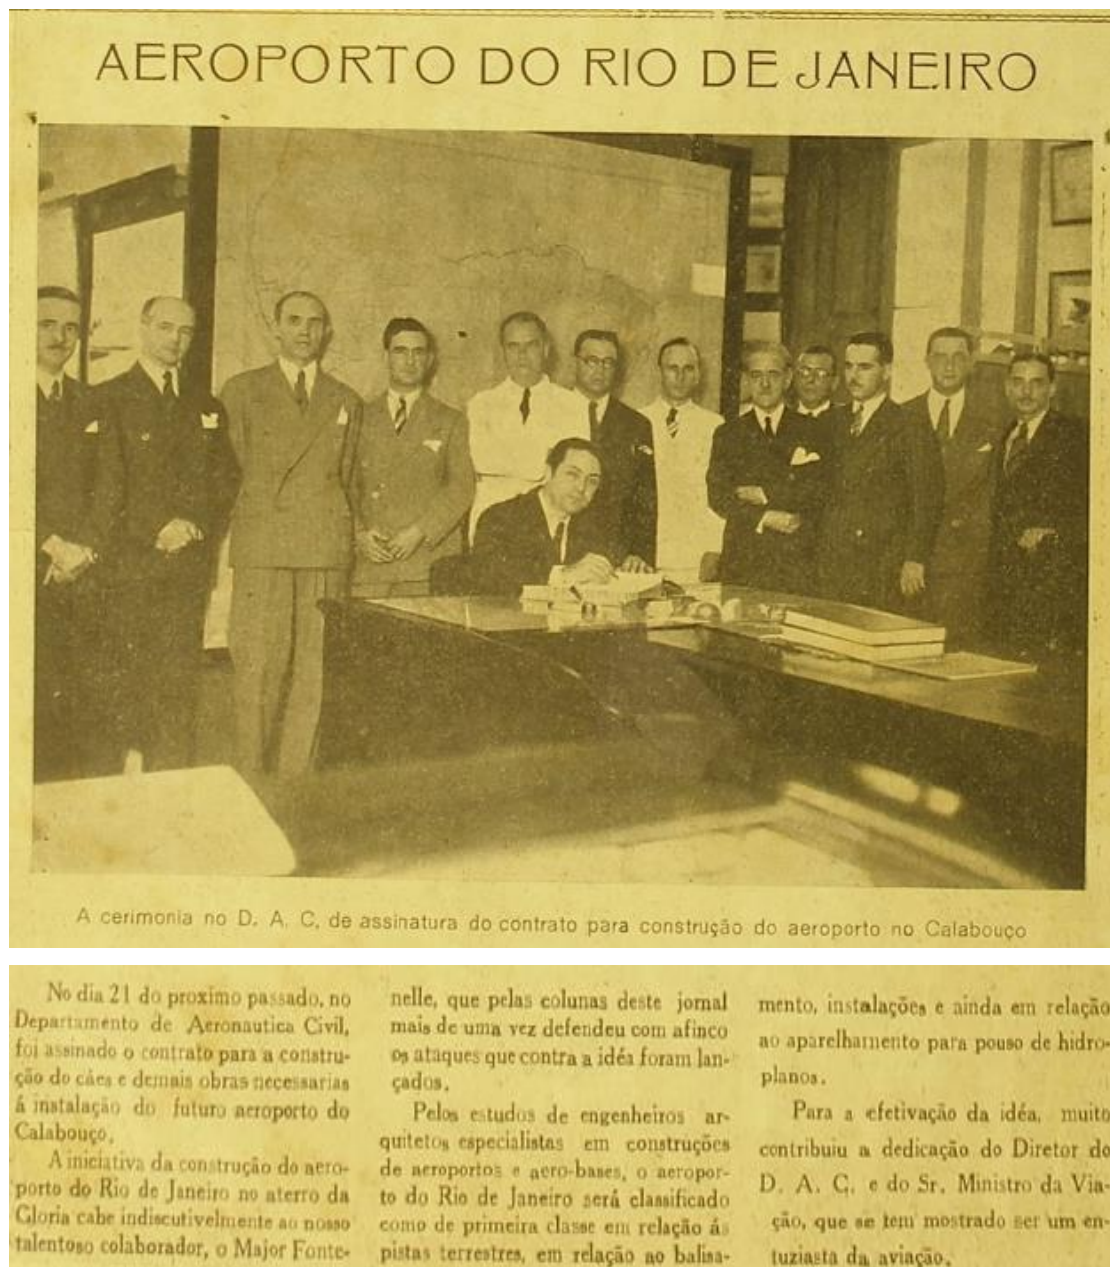 AEROPORTO DO RIO DE JANEIRO
A cerimonia no D. A. C. de assinatura do contrato para construção do aeroporto no Calabouço
No dia 21 do proximo passado, no
Departamento de Aeronautica Civil,
foi assinado o contrato para a constru-
ção do cáes e demais obras necessarias
á instalação do futuro aeroporto do
Calabouço.
A iniciativa da construção do aero-
porto do Rio de Janeiro no aterro da
Gloria cabe indiscutivelmente ao nosso
talentoso colaborador, o Major Fonte-
nelle, que pelas colunas deste jornal
mais de uma vez defendeu com afinco
os ataques que contra a idéa foram lan-
çados.
Pelos estudos de engenheiros ar-
quitetos especialistas em construções
de aeroportos e aero-bases, o aeropor-
to do Rio de Janeiro será classificado
como de primeira classe em relação ás
pistas terrestres, em relação ao balisa-
mento, instalações e ainda em relação
ao aparelhamento para pouso de hidro-
planos.
Para a efetivação da idéa, muito
contribuiu a dedicação do Diretor do
D. A. C. e do Sr. Ministro da Via-
ção, que se tem mostrado ser um en-
tuziasta da aviação.